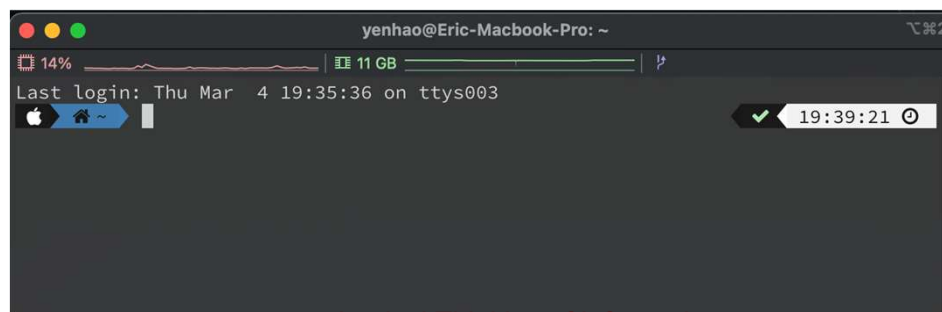 yenhao@Eric-Macbook-Pro: ~
⌥⌘2
14% 11 GB
Last login: Thu Mar  4 19:35:36 on ttys003
~ 19:39:21